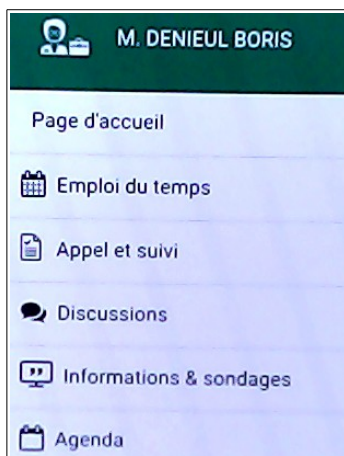 M. DENIEUL BORIS
Page d'accueil
Emploi du temps
Appel et suivi
Discussions
Informations & sondages
Agenda